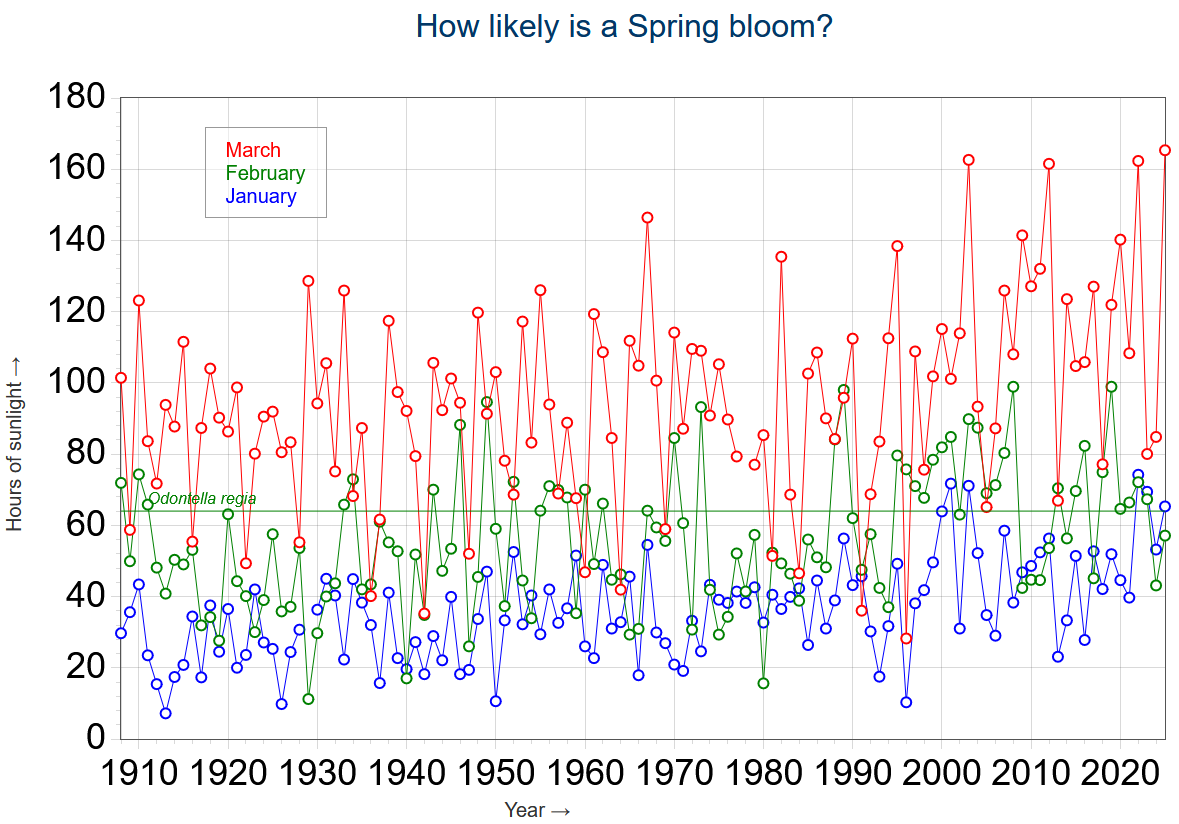 How likely is a Spring bloom?
180
160
140
120
100
80
60
40
20
0
Hours of sunlight →
March
February
January
Odontella regia
1910 1920 1930 1940 1950 1960 1970 1980 1990 2000 2010 2020
Year →